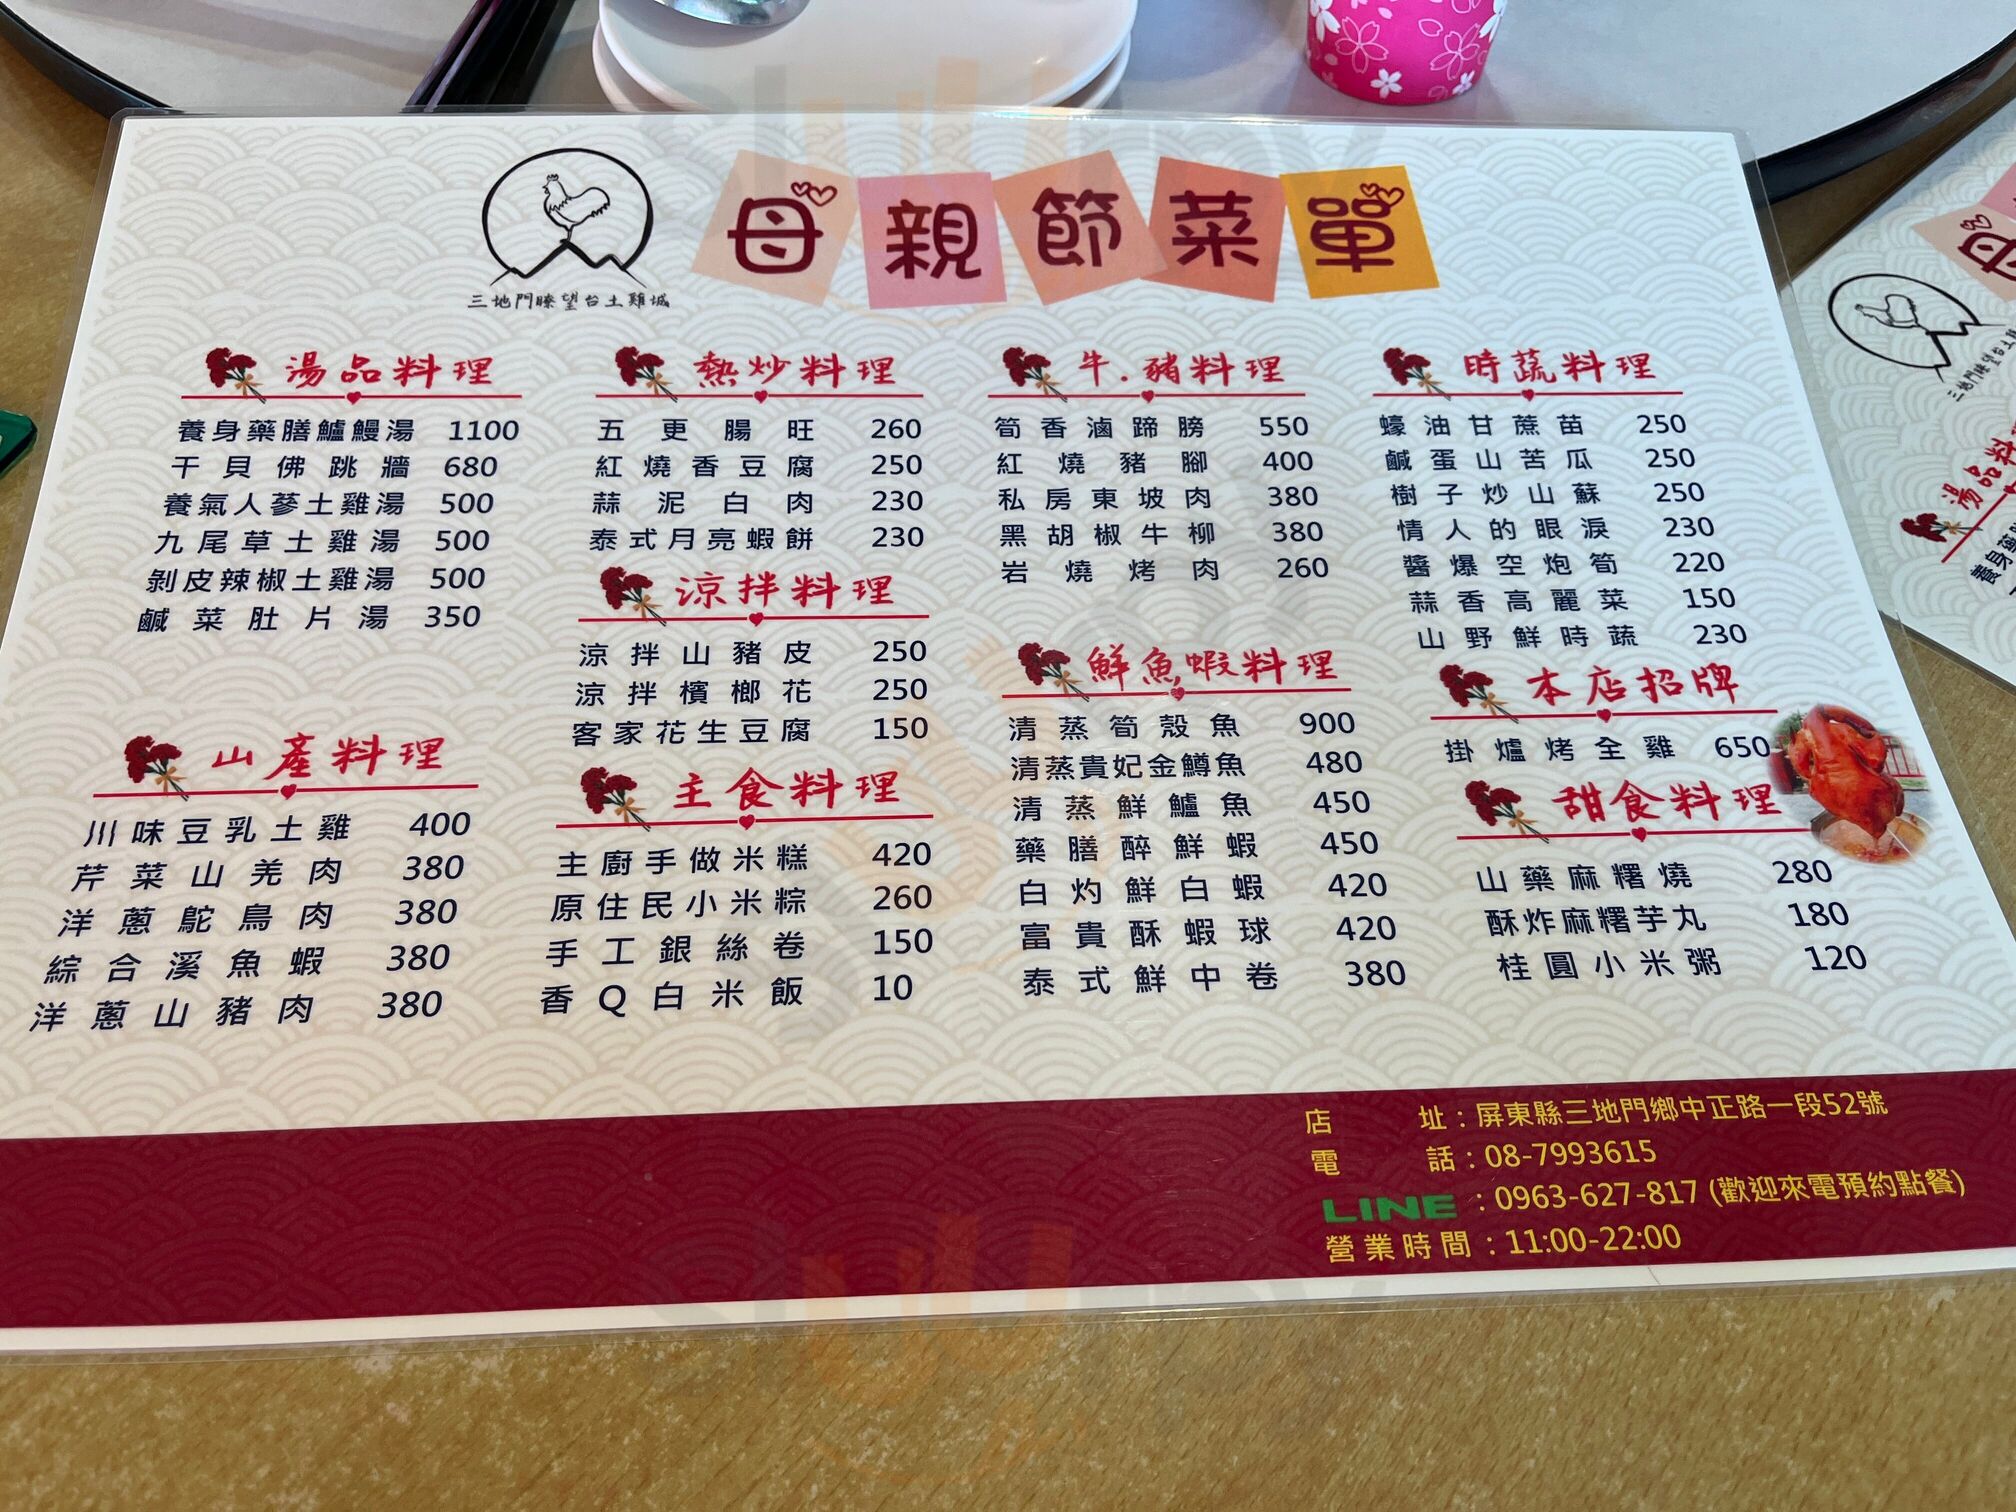 母親節菜單
三地門瞭望台土雞城
湯品料理
養身藥膳鱸鰻湯 1100
干貝佛跳牆 680
養氣人蔘土雞湯 500
九尾草土雞湯 500
剝皮辣椒土雞湯 500
鹹菜肚片湯 350
山產料理
川味豆乳土雞 400
芹菜山羌肉 380
洋蔥鴕鳥肉 380
綜合溪魚蝦 380
洋蔥山豬肉 380
熱炒料理
五更腸旺 260
紅燒香豆腐 250
蒜泥白肉 230
泰式月亮蝦餅 230
涼拌料理
涼拌山豬皮 250
涼拌檳榔花 250
客家花生豆腐 150
主食料理
主廚手做米糕 420
原住民小米粽 260
手工銀絲卷 150
香Q白米飯 10
牛.豬料理
筍香滷蹄膀 550
紅燒豬腳 400
私房東坡肉 380
黑胡椒牛柳 380
岩燒烤肉 260
鮮魚蝦料理
清蒸筍殼魚 900
清蒸貴妃金鱒魚 480
清蒸鮮鱸魚 450
藥膳醉鮮蝦 450
白灼鮮白蝦 420
富貴酥蝦球 420
泰式鮮中卷 380
時蔬料理
蠔油甘蔗苗 250
鹹蛋山苦瓜 250
樹子炒山蘇 250
情人的眼淚 230
醬爆空炮筍 220
蒜香高麗菜 150
山野鮮時蔬 230
本店招牌
掛爐烤全雞 650
甜食料理
山藥麻糬燒 280
酥炸麻糬芋丸 180
桂圓小米粥 120
店址：屏東縣三地門鄉中正路一段52號
電話：08-7993615
LINE：0963-627-817 (歡迎來電預約點餐)
營業時間：11:00-22:00